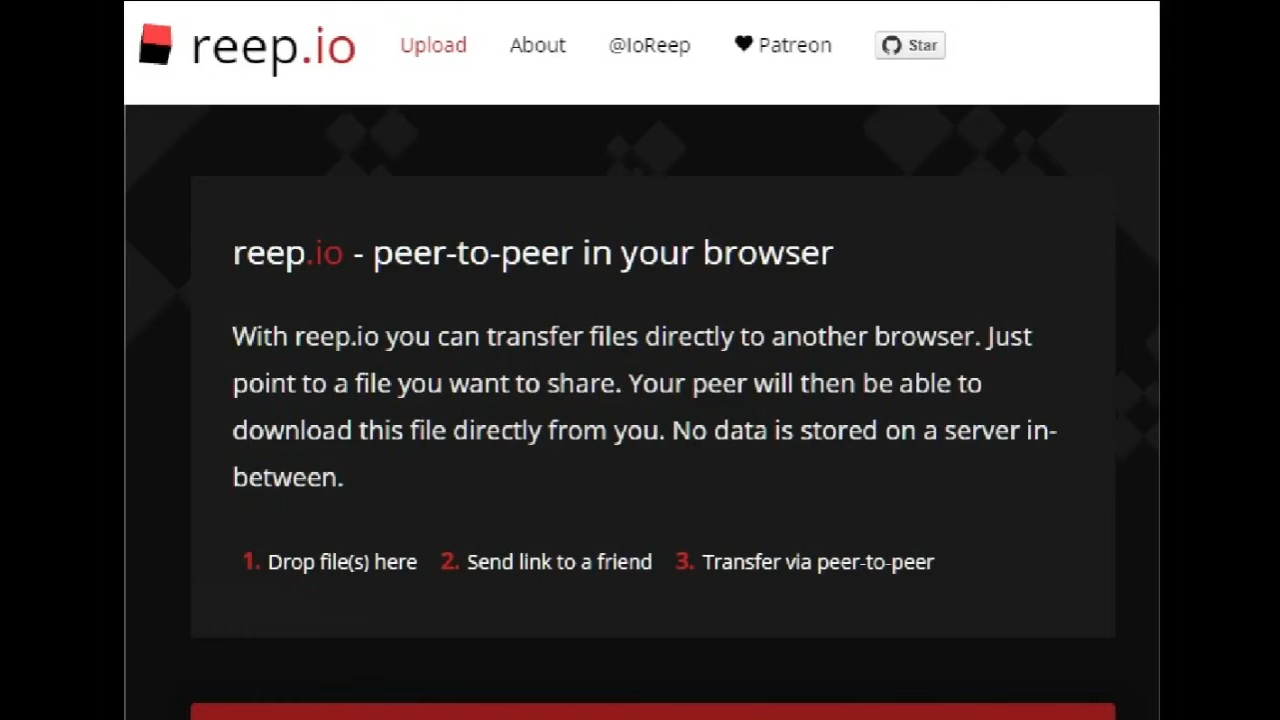 reep.io Upload About @IoReep Patreon Star
reep.io - peer-to-peer in your browser
With reep.io you can transfer files directly to another browser. Just
point to a file you want to share. Your peer will then be able to
download this file directly from you. No data is stored on a server in-
between.
1. Drop file(s) here 2. Send link to a friend 3. Transfer via peer-to-peer